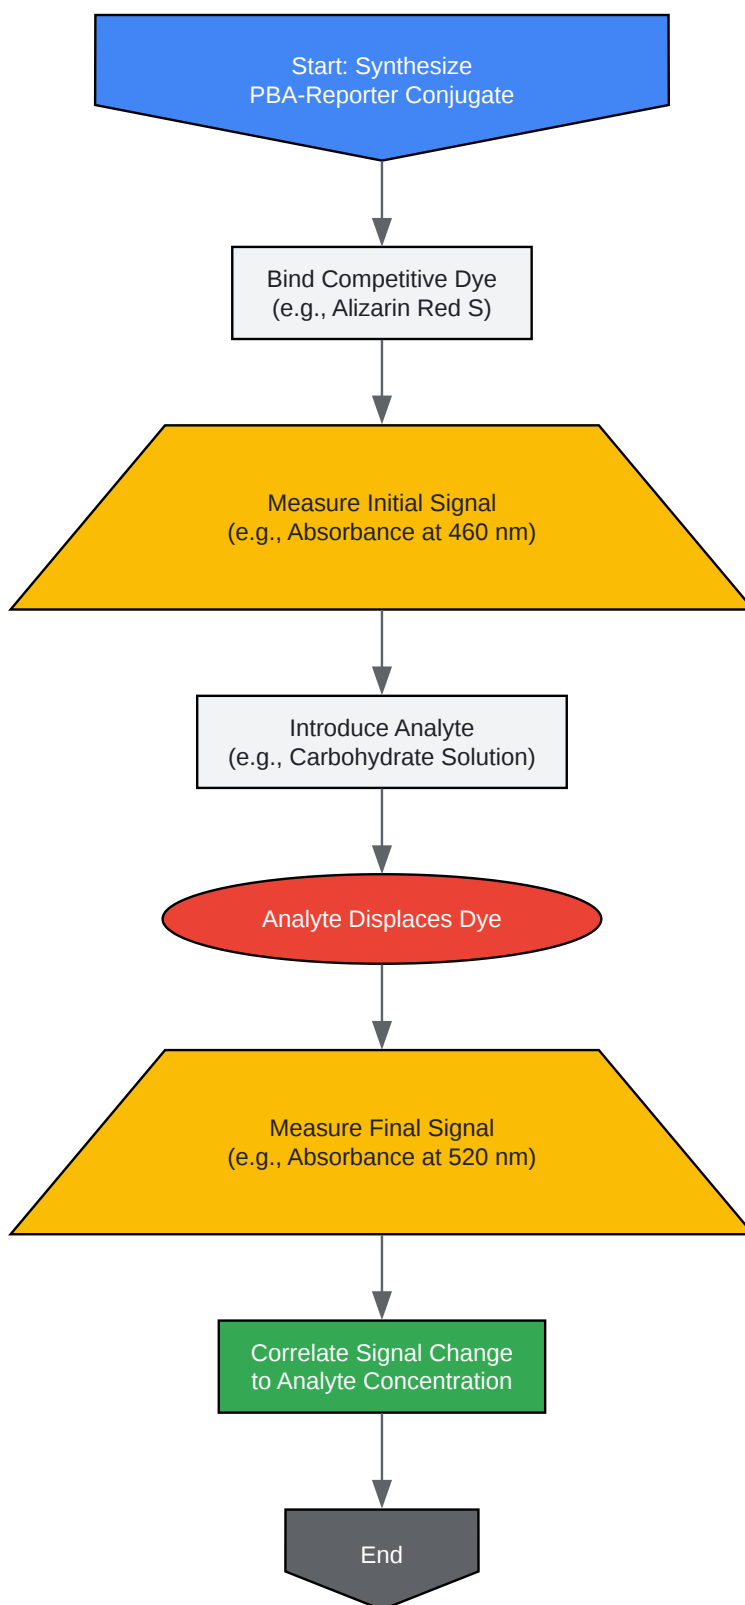 Start: Synthesize
PBA-Reporter Conjugate
Bind Competitive Dye
(e.g., Alizarin Red S)
Measure Initial Signal
(e.g., Absorbance at 460 nm)
Introduce Analyte
(e.g., Carbohydrate Solution)
Analyte Displaces Dye
Measure Final Signal
(e.g., Absorbance at 520 nm)
Correlate Signal Change
to Analyte Concentration
End